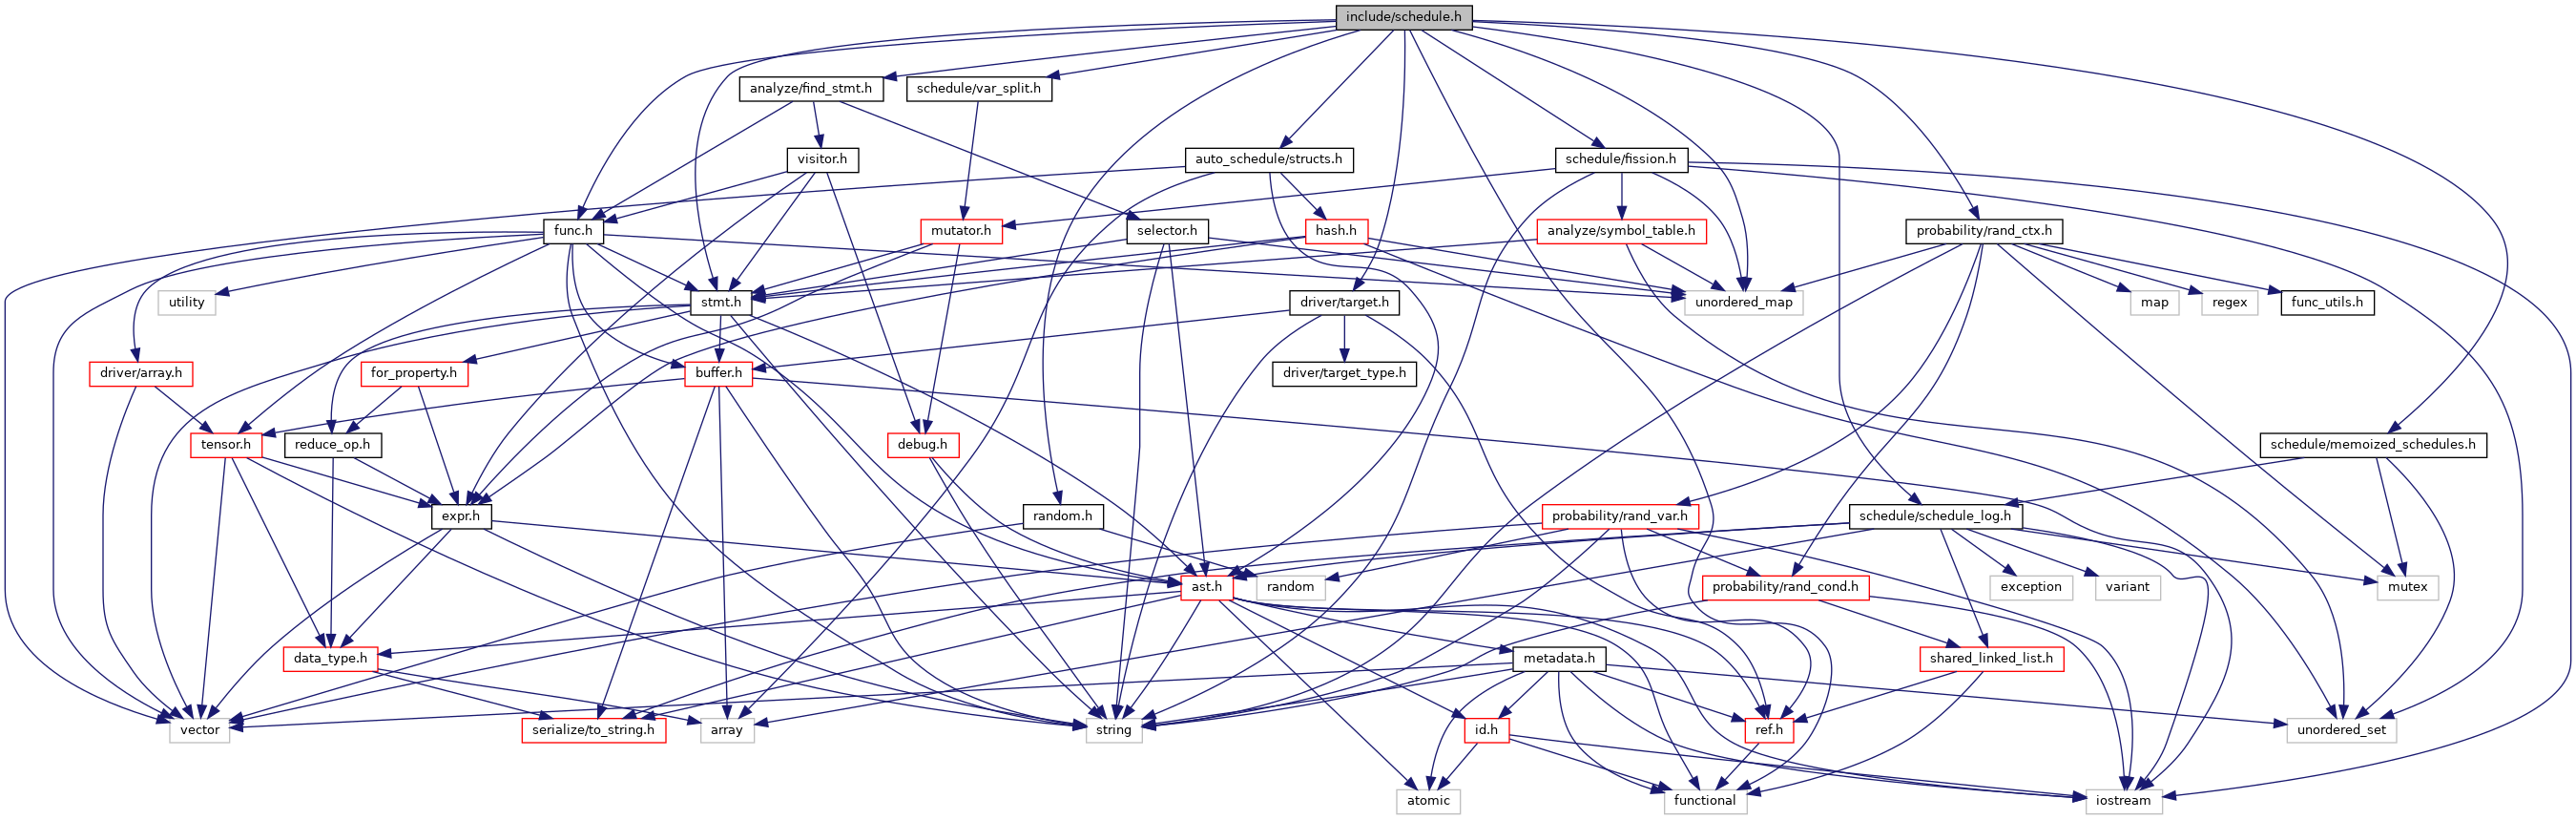 include/schedule.h
analyze/find_stmt.h
schedule/var_split.h
visitor.h
auto_schedule/structs.h
schedule/fission.h
func.h
mutator.h
selector.h
hash.h
analyze/symbol_table.h
probability/rand_ctx.h
utility
stmt.h
driver/target.h
unordered_map
map
regex
func_utils.h
driver/array.h
for_property.h
buffer.h
driver/target_type.h
tensor.h
reduce_op.h
debug.h
schedule/memoized_schedules.h
expr.h
random.h
probability/rand_var.h
schedule/schedule_log.h
ast.h
random
probability/rand_cond.h
exception
variant
mutex
data_type.h
metadata.h
shared_linked_list.h
vector
serialize/to_string.h
array
string
id.h
ref.h
unordered_set
atomic
functional
iostream